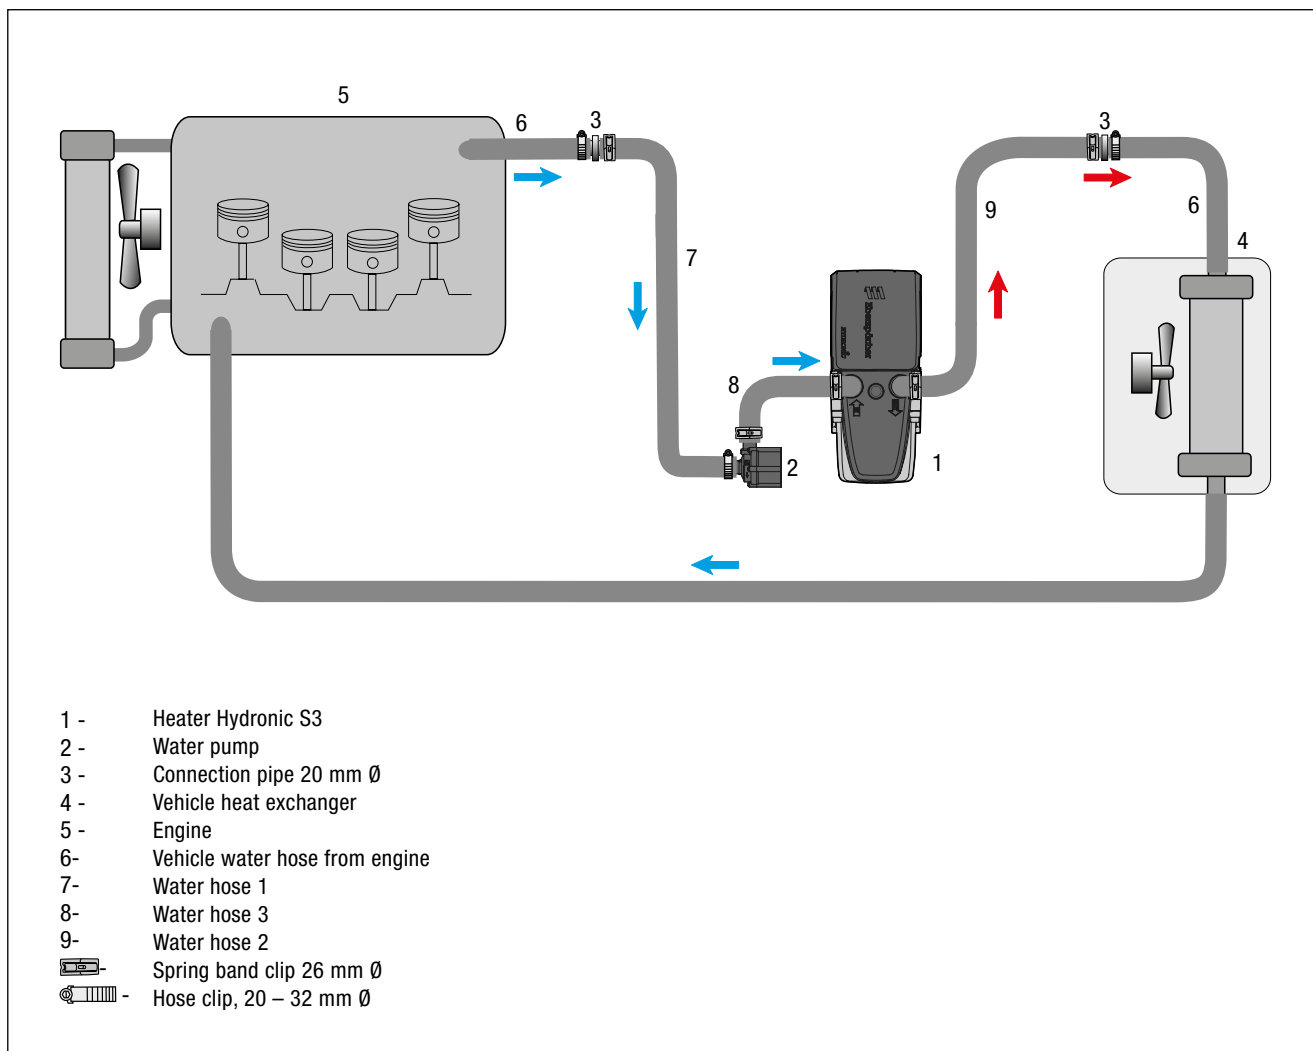 5
6
3
3
9
6
4
7
8
2
1
Eberspächer
1 - Heater Hydronic S3
2 - Water pump
3 - Connection pipe 20 mm Ø
4 - Vehicle heat exchanger
5 - Engine
6- Vehicle water hose from engine
7- Water hose 1
8- Water hose 3
9- Water hose 2
- Spring band clip 26 mm Ø
- Hose clip, 20 – 32 mm Ø